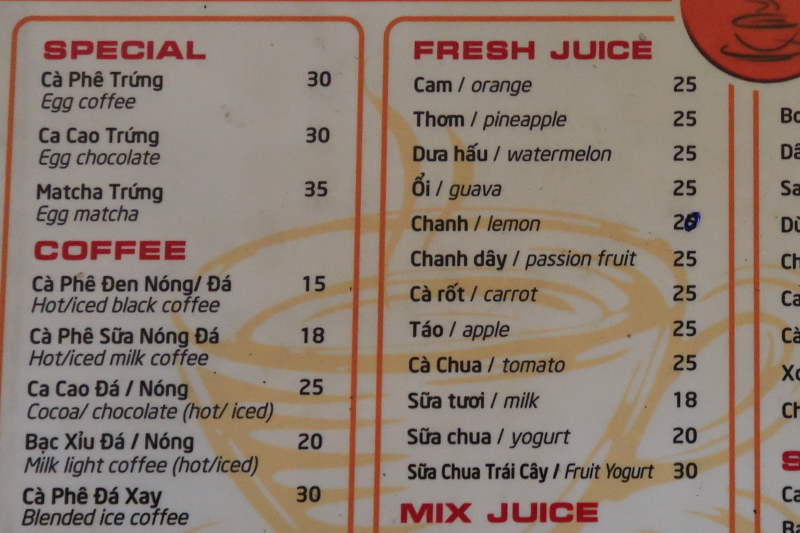 SPECIAL
Cà Phê Trứng 30
Egg coffee
Ca Cao Trứng 30
Egg chocolate
Matcha Trứng 35
Egg matcha
COFFEE
Cà Phê Đen Nóng/ Đá 15
Hot/iced black coffee
Cà Phê Sữa Nóng Đá 18
Hot/iced milk coffee
Ca Cao Đá / Nóng 25
Cocoa/ chocolate (hot/ iced)
Bạc Xỉu Đá / Nóng 20
Milk light coffee (hot/iced)
Cà Phê Đá Xay 30
Blended ice coffee
FRESH JUICE
Cam / orange 25
Thơm / pineapple 25
Dưa hấu / watermelon 25
Ổi / guava 25
Chanh / lemon 20
Chanh dây / passion fruit 25
Cà rốt / carrot 25
Táo / apple 25
Cà Chua / tomato 25
Sữa tươi / milk 18
Sữa chua / yogurt 20
Sữa Chua Trái Cây / Fruit Yogurt 30
MIX JUICE